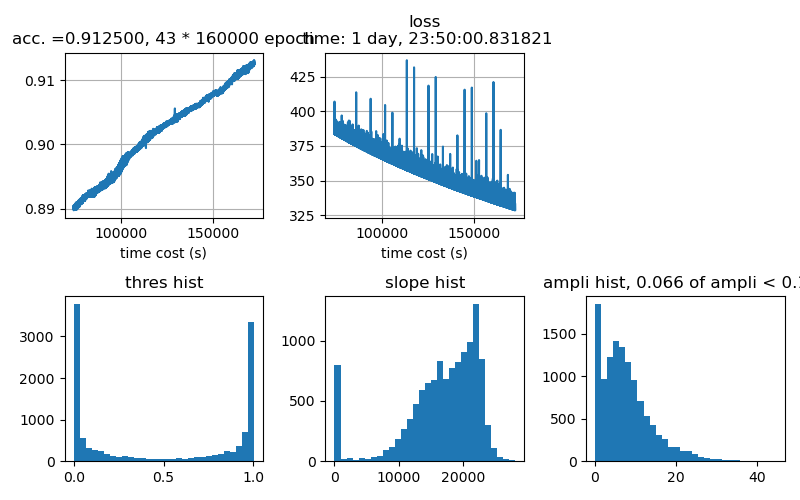 acc. =0.912500, 43 * 160000 epoch
loss
time: 1 day, 23:50:00.831821
0.91
0.90
0.89
100000 150000
time cost (s)
425
400
375
350
325
100000 150000
time cost (s)
thres hist
3000
2000
1000
0
0.0 0.5 1.0
slope hist
1000
500
0
0 10000 20000
ampli hist, 0.066 of ampli < 0.
1500
1000
500
0
0 20 40